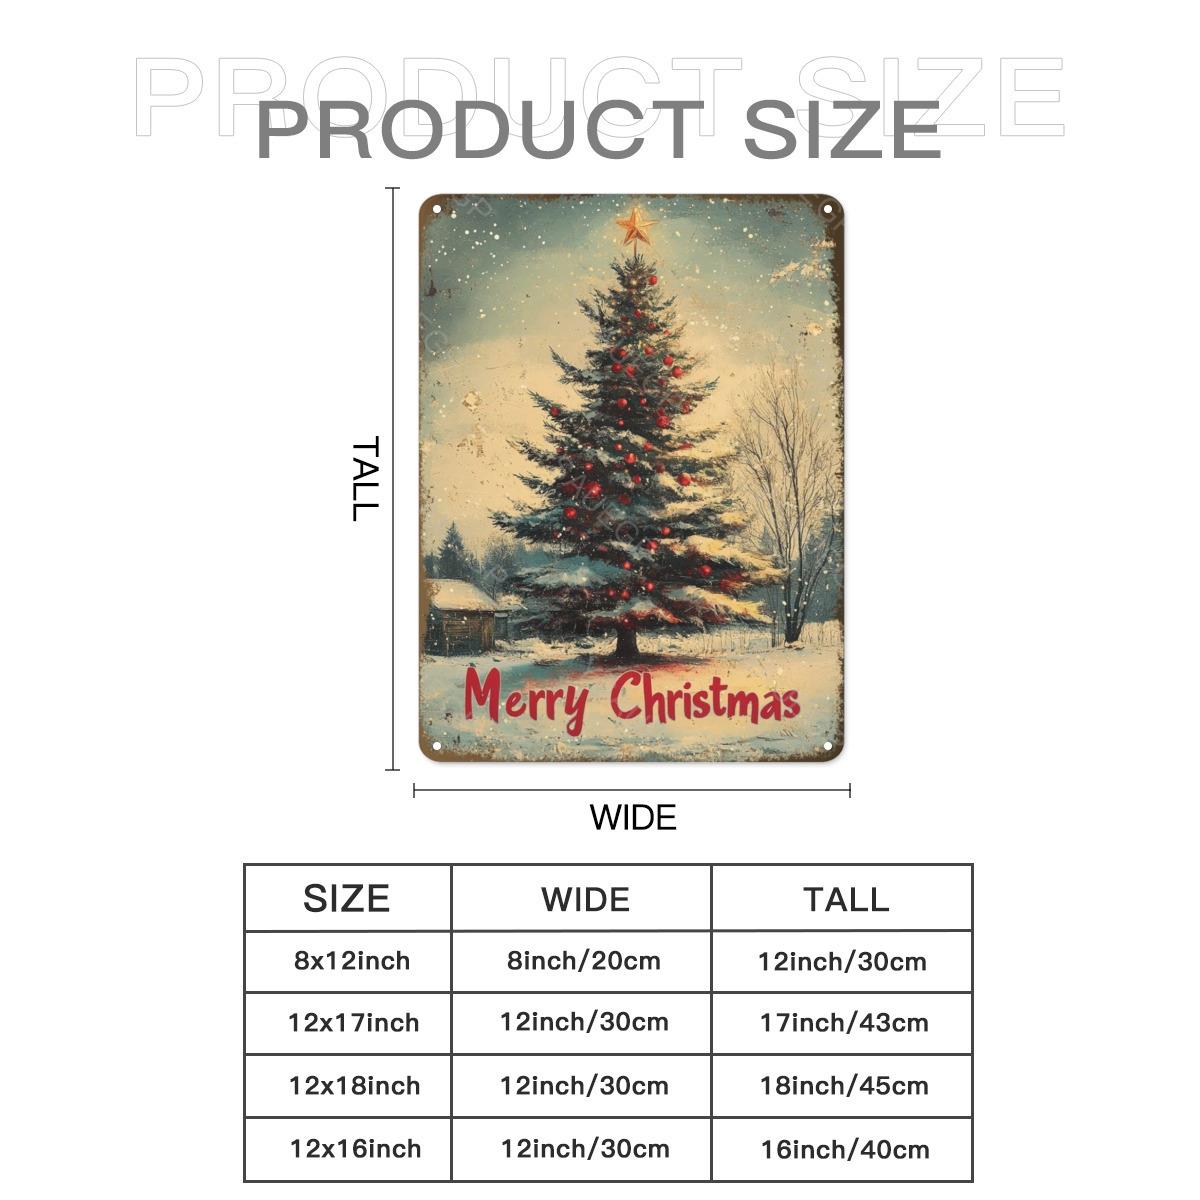 PRODUCT SIZE
PRODUCT SIZE
TALL
Merry Christmas
WIDE
SIZE WIDE TALL
8x12inch 8inch/20cm 12inch/30cm
12x17inch 12inch/30cm 17inch/43cm
12x18inch 12inch/30cm 18inch/45cm
12x16inch 12inch/30cm 16inch/40cm